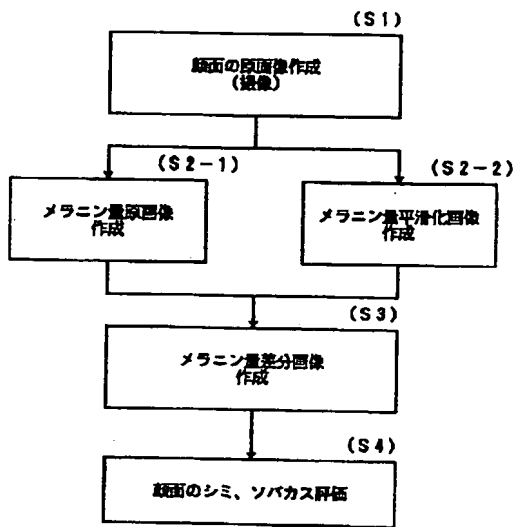 (S1)
顔面の原画像作成
(撮像)
(S2-1)
(S2-2)
メラニン量原画像
作成
メラニン量平滑化画像
作成
(S3)
メラニン量差分画像
作成
(S4)
顔面のシミ、ソバカス評価